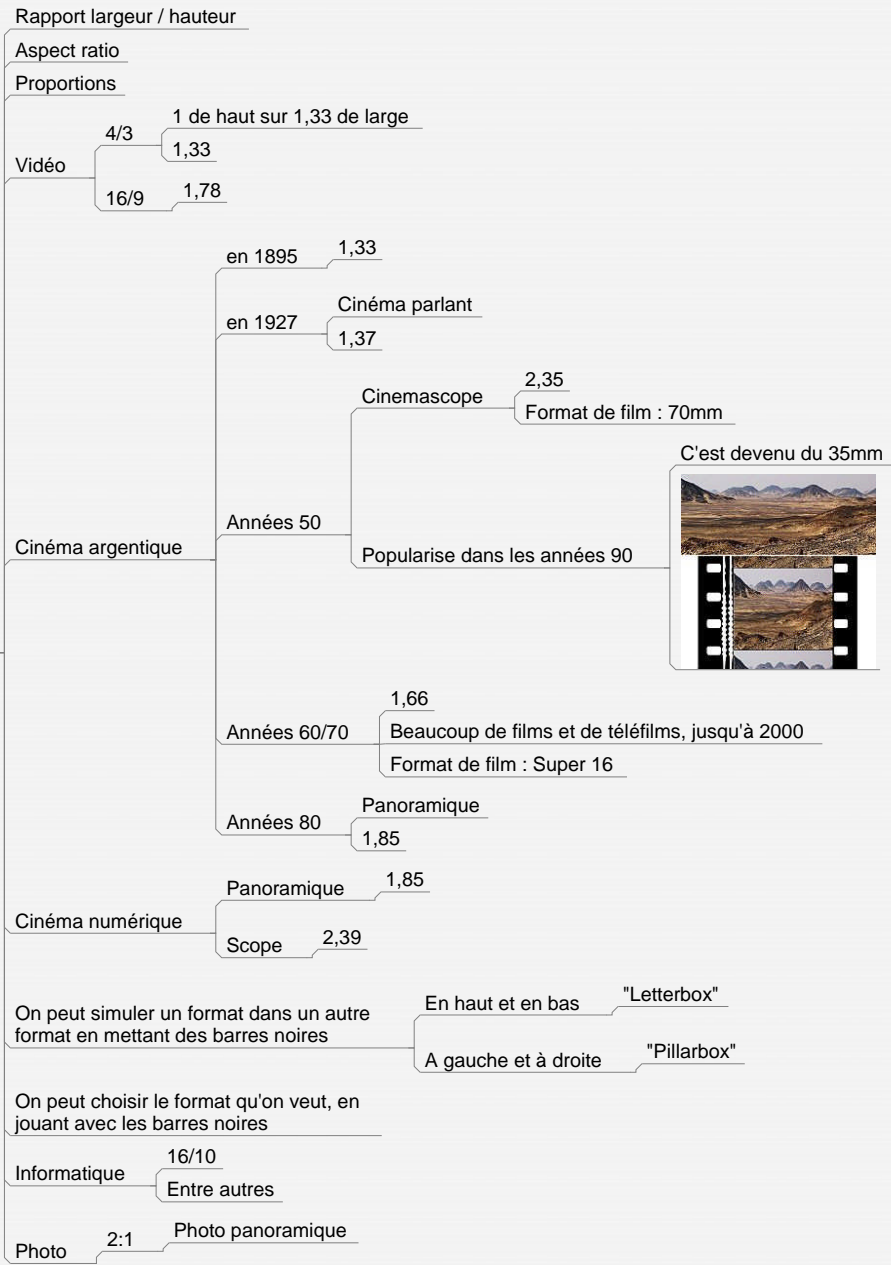 Rapport largeur / hauteur
Aspect ratio
Proportions
Vidéo
4/3
1 de haut sur 1,33 de large
1,33
16/9
1,78
Cinéma argentique
en 1895
1,33
en 1927
Cinéma parlant
1,37
Années 50
Cinemascope
2,35
Format de film : 70mm
Popularise dans les années 90
C'est devenu du 35mm
Années 60/70
1,66
Beaucoup de films et de téléfilms, jusqu'à 2000
Format de film : Super 16
Années 80
Panoramique
1,85
Cinéma numérique
Panoramique
1,85
Scope
2,39
On peut simuler un format dans un autre
format en mettant des barres noires
En haut et en bas
"Letterbox"
A gauche et à droite
"Pillarbox"
On peut choisir le format qu'on veut, en
jouant avec les barres noires
Informatique
16/10
Entre autres
Photo
2:1
Photo panoramique